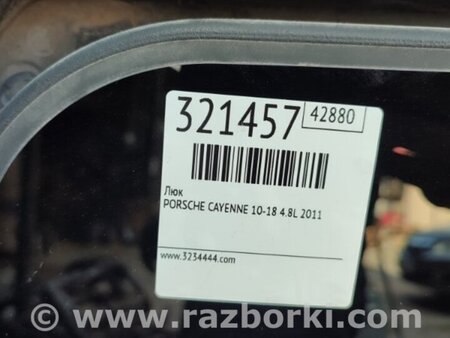 321457
42880
Люк
PORSCHE CAYENNE 10-18 4.8L 2011
www.3234444.com
www.razborki.com